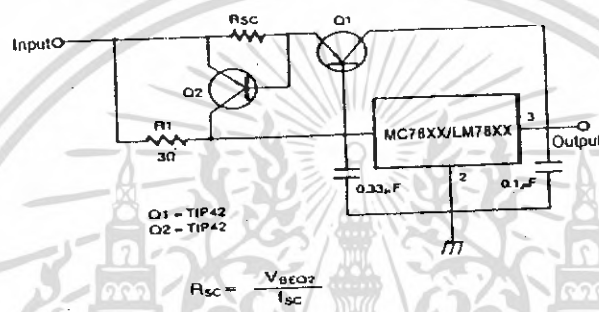 Rsc
Q1
Input
Q2
R1
3Ω
MC78XX/LM78XX
3
Output
2
0.33µF
0.1µF
Q1 - TIP42
Q2 - TIP42
Rsc = VBEQ2 / Isc